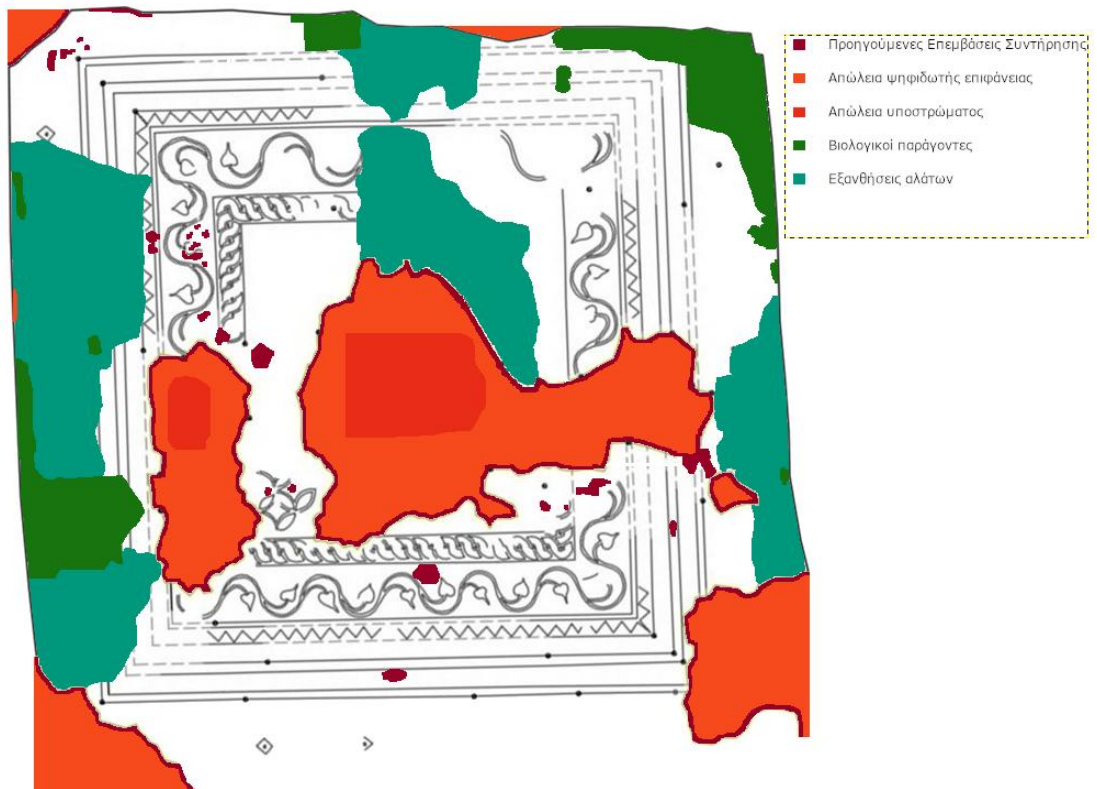 Προηγούμενες Επεμβάσεις Συντήρησης
Απώλεια ψηφιδωτής επιφάνειας
Απώλεια υποστρώματος
Βιολογικοί παράγοντες
Εξανθήσεις αλάτων